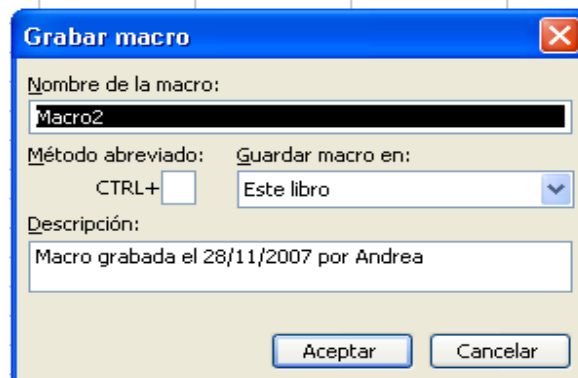 Grabar macro
Nombre de la macro:
Macro2
Método abreviado: Guardar macro en:
CTRL+ Este libro
Descripción:
Macro grabada el 28/11/2007 por Andrea
Aceptar Cancelar